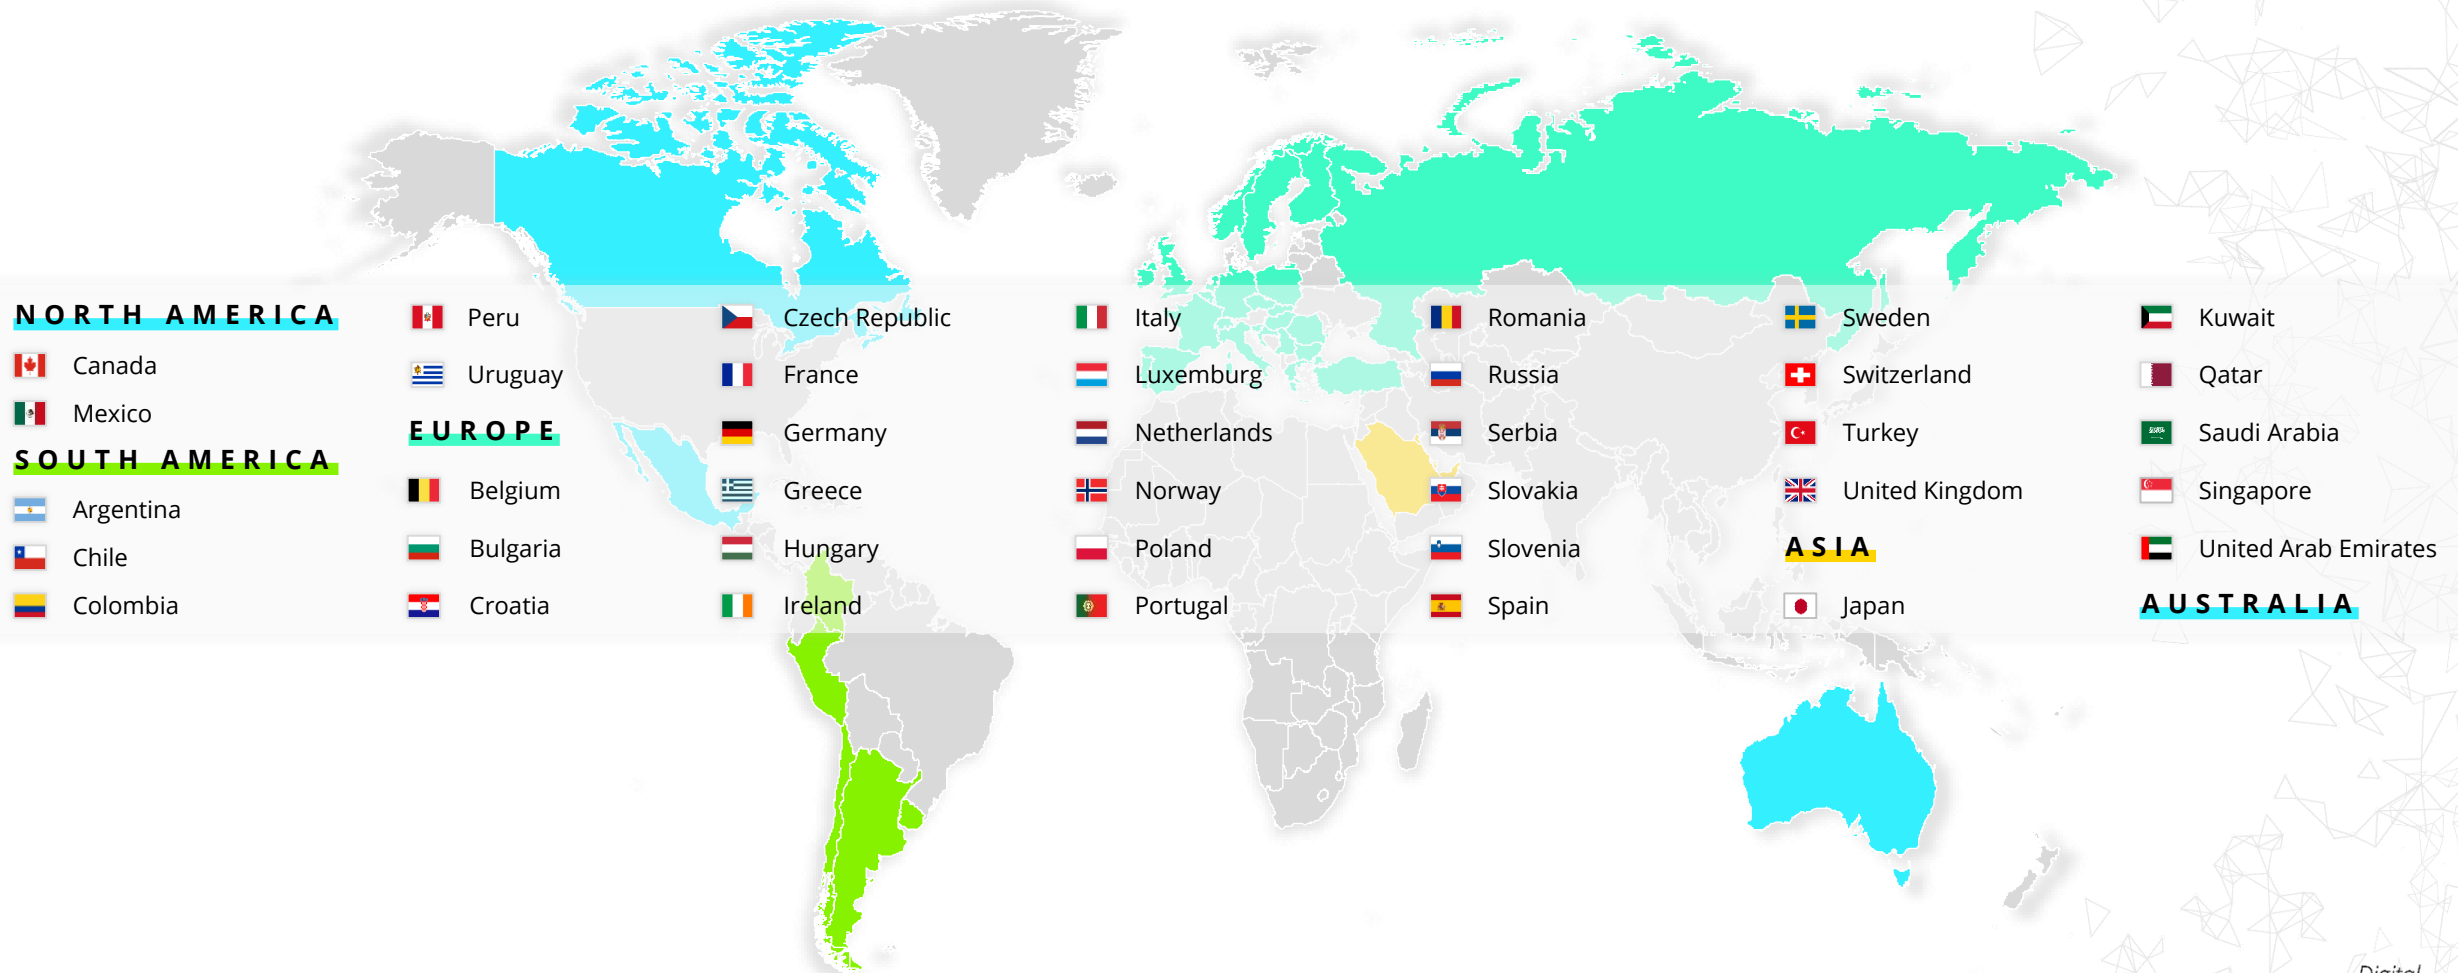 NORTH AMERICA
Canada
Mexico
SOUTH AMERICA
Argentina
Chile
Colombia
Peru
Uruguay
EUROPE
Belgium
Bulgaria
Croatia
Czech Republic
France
Germany
Greece
Hungary
Ireland
Italy
Luxemburg
Netherlands
Norway
Poland
Portugal
Romania
Russia
Serbia
Slovakia
Slovenia
Spain
Sweden
Switzerland
Turkey
United Kingdom
ASIA
Japan
Kuwait
Qatar
Saudi Arabia
Singapore
United Arab Emirates
AUSTRALIA
Digital